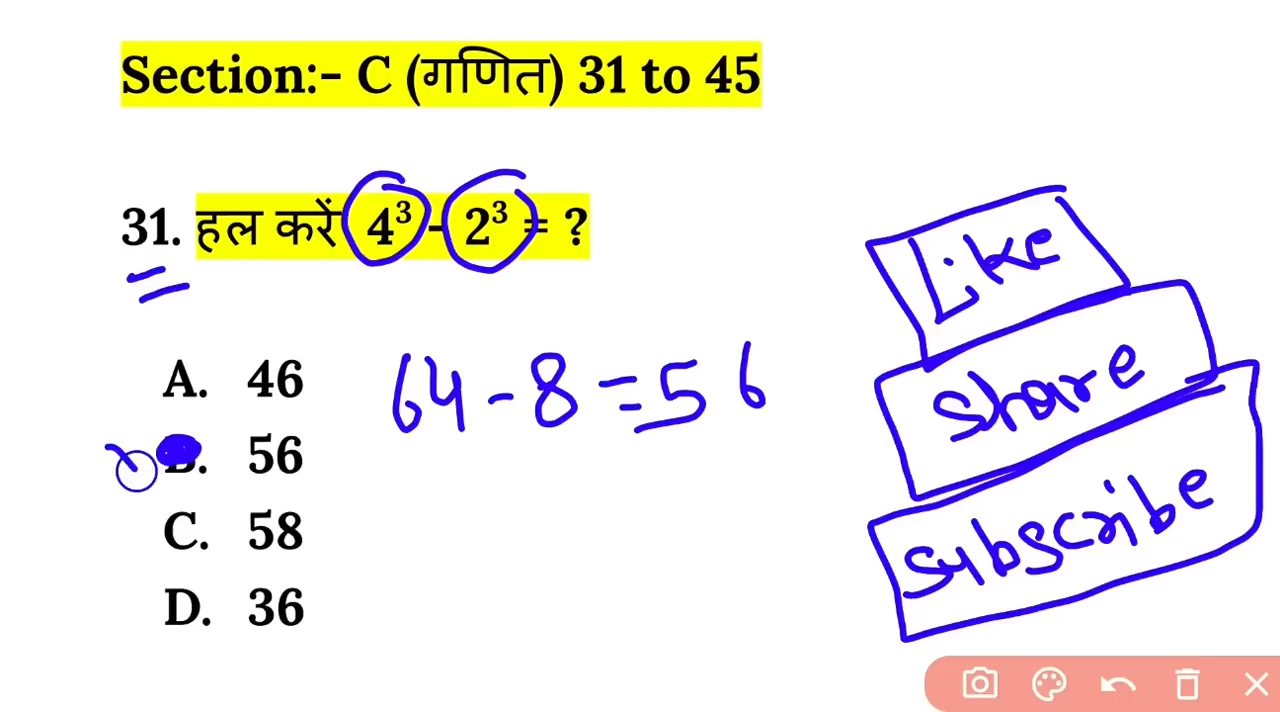 Section:- C (गणित) 31 to 45
31. हल करें 4³ - 2³ = ?
A. 46
B. 56
C. 58
D. 36
64 - 8 = 56
Like
Share
Subscribe